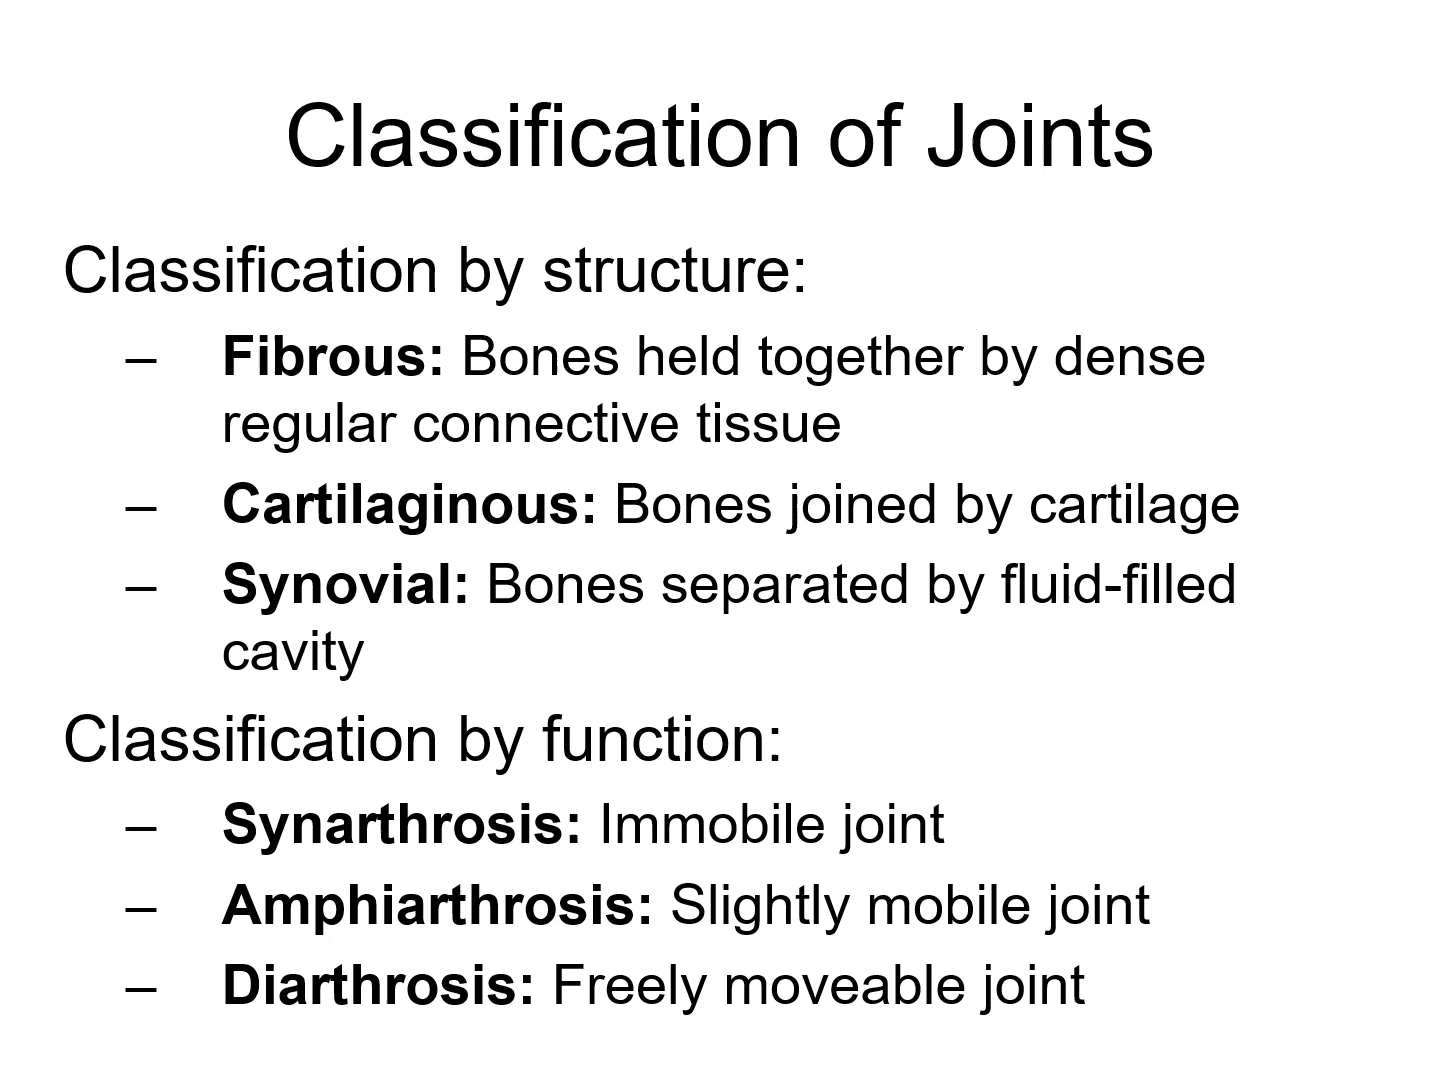 Classification of Joints
Classification by structure:
– Fibrous: Bones held together by dense
regular connective tissue
– Cartilaginous: Bones joined by cartilage
– Synovial: Bones separated by fluid-filled
cavity
Classification by function:
– Synarthrosis: Immobile joint
– Amphiarthrosis: Slightly mobile joint
– Diarthrosis: Freely moveable joint